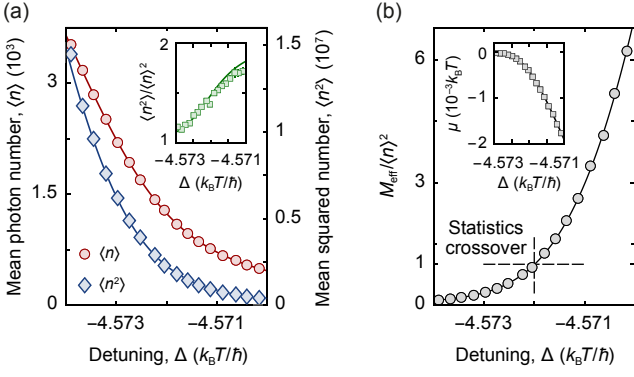 (a)
Mean photon number, ⟨n⟩ (10³)
3
1.5
0
⟨n⟩
⟨n²⟩
−4.573
−4.571
Detuning, Δ (k_BT/ħ)
Mean squared number, ⟨n²⟩ (10⁷)
1.5
1
0.5
0
⟨n²⟩/⟨n⟩²
2
1
−4.573
−4.571
Δ (k_BT/ħ)
(b)
M_eff/⟨n⟩²
6
3
1
0
Statistics
crossover
−4.573
−4.571
Detuning, Δ (k_BT/ħ)
μ (10⁻³k_BT)
0
−1
−2
−4.573
−4.571
Δ (k_BT/ħ)